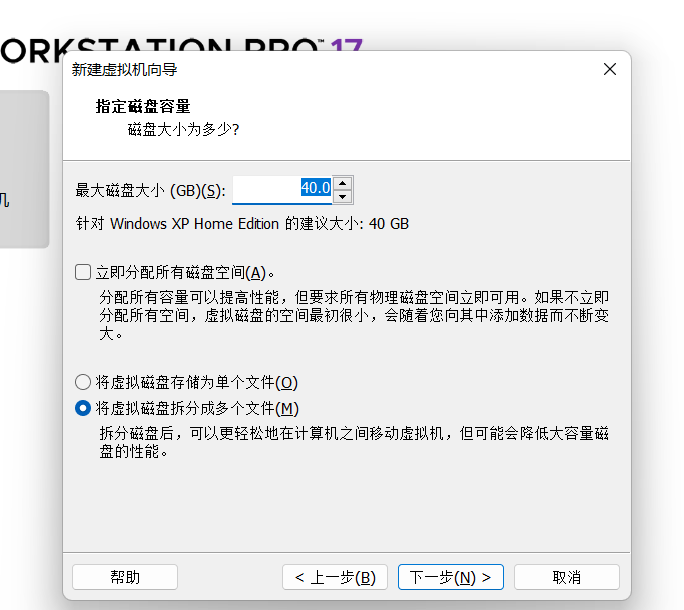 ORKSTATION PRO™ 17
新建虚拟机向导
指定磁盘容量
磁盘大小为多少?
机
最大磁盘大小 (GB)(S): 40.0
针对 Windows XP Home Edition 的建议大小: 40 GB
立即分配所有磁盘空间(A)。
分配所有容量可以提高性能，但要求所有物理磁盘空间立即可用。如果不立即
分配所有空间，虚拟磁盘的空间最初很小，会随着您向其中添加数据而不断变
大。
将虚拟磁盘存储为单个文件(O)
将虚拟磁盘拆分成多个文件(M)
拆分磁盘后，可以更轻松地在计算机之间移动虚拟机，但可能会降低大容量磁
盘的性能。
帮助
< 上一步(B)
下一步(N) >
取消